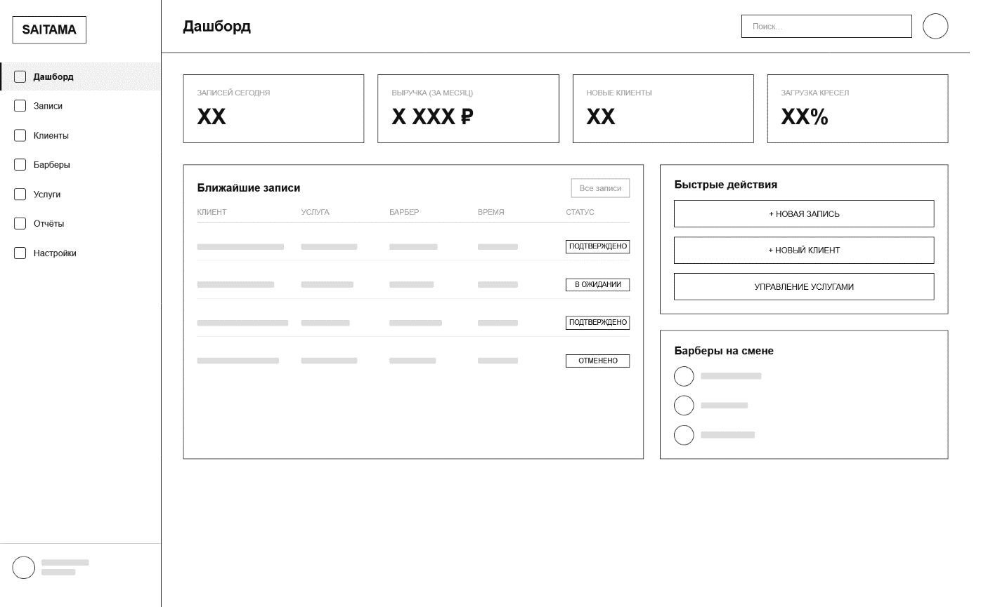 SAITAMA
Дашборд
Записи
Клиенты
Барберы
Услуги
Отчёты
Настройки
Дашборд
Поиск...
ЗАПИСЕЙ СЕГОДНЯ
XX
ВЫРУЧКА (ЗА МЕСЯЦ)
X XXX ₽
НОВЫЕ КЛИЕНТЫ
XX
ЗАГРУЗКА КРЕСЕЛ
XX%
Ближайшие записи
Все записи
КЛИЕНТ УСЛУГА БАРБЕР ВРЕМЯ СТАТУС
ПОДТВЕРЖДЕНО
В ОЖИДАНИИ
ПОДТВЕРЖДЕНО
ОТМЕНЕНО
Быстрые действия
+ НОВАЯ ЗАПИСЬ
+ НОВЫЙ КЛИЕНТ
УПРАВЛЕНИЕ УСЛУГАМИ
Барберы на смене